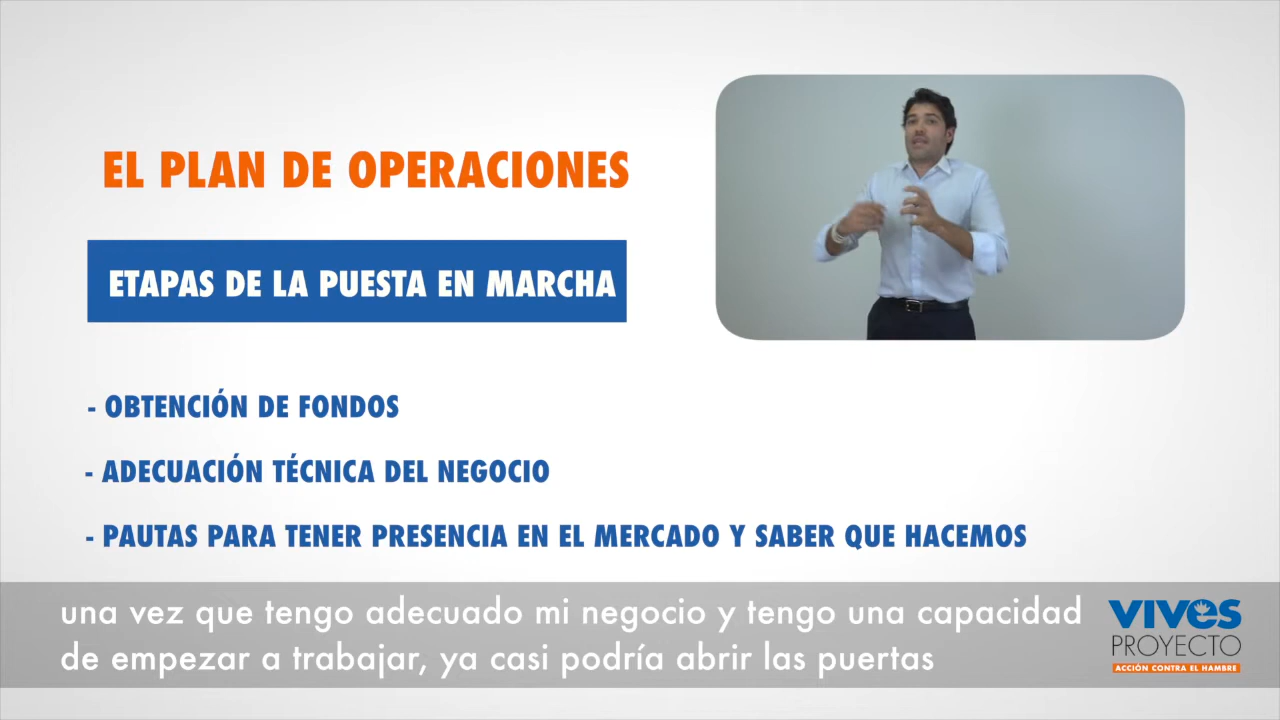 EL PLAN DE OPERACIONES
ETAPAS DE LA PUESTA EN MARCHA
- OBTENCIÓN DE FONDOS
- ADECUACIÓN TÉCNICA DEL NEGOCIO
- PAUTAS PARA TENER PRESENCIA EN EL MERCADO Y SABER QUE HACEMOS
una vez que tengo adecuado mi negocio y tengo una capacidad
de empezar a trabajar, ya casi podría abrir las puertas
VIVES
PROYECTO
ACCIÓN CONTRA EL HAMBRE